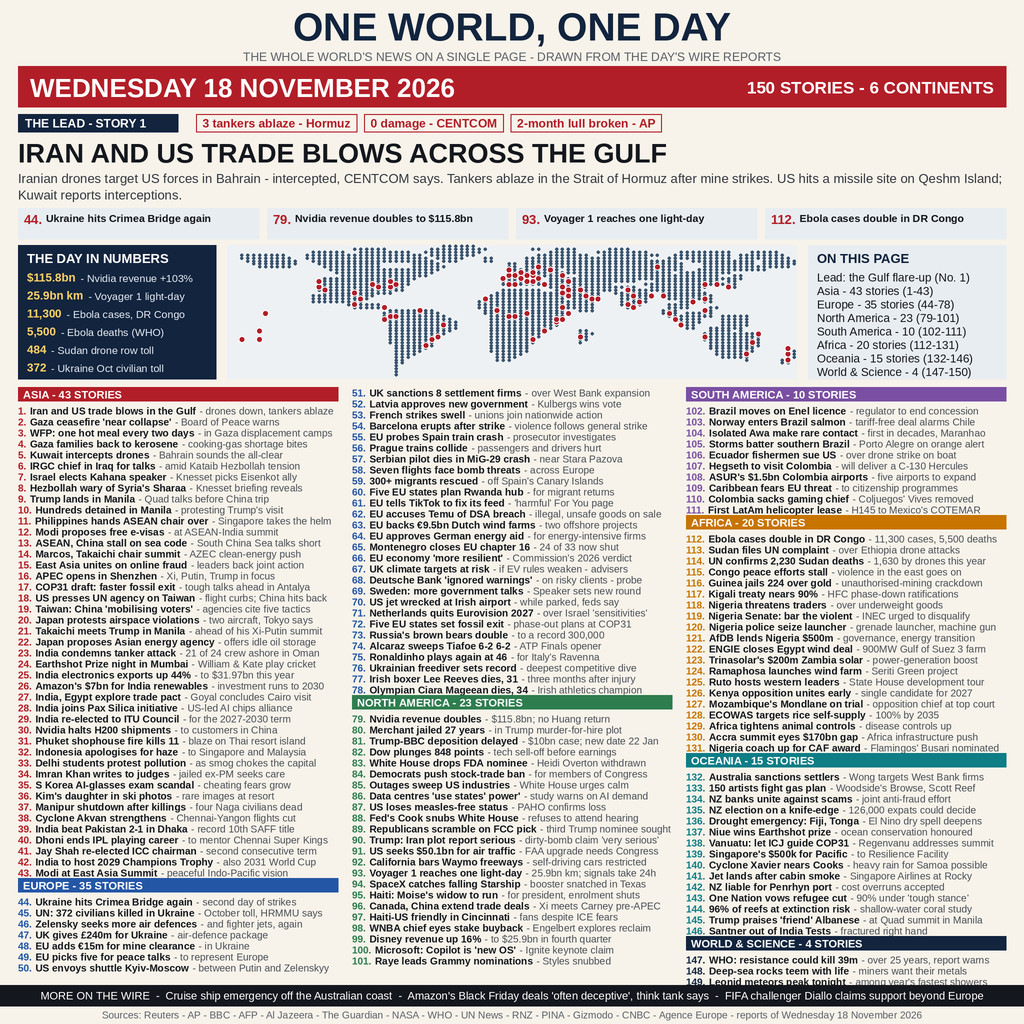 ONE WORLD, ONE DAY
THE WHOLE WORLD'S NEWS ON A SINGLE PAGE - DRAWN FROM THE DAY'S WIRE REPORTS
WEDNESDAY 18 NOVEMBER 2026
150 STORIES - 6 CONTINENTS
THE LEAD - STORY 1
3 tankers ablaze - Hormuz
0 damage - CENTCOM
2-month lull broken - AP
IRAN AND US TRADE BLOWS ACROSS THE GULF
Iranian drones target US forces in Bahrain - intercepted, CENTCOM says. Tankers ablaze in the Strait of Hormuz after mine strikes. US hits a missile site on Qeshm Island;
Kuwait reports interceptions.
44. Ukraine hits Crimea Bridge again
79. Nvidia revenue doubles to $115.8bn
93. Voyager 1 reaches one light-day
112. Ebola cases double in DR Congo
THE DAY IN NUMBERS
$115.8bn - Nvidia revenue +103%
25.9bn km - Voyager 1 light-day
11,300 - Ebola cases, DR Congo
5,500 - Ebola deaths (WHO)
484 - Sudan drone row toll
372 - Ukraine Oct civilian toll
ON THIS PAGE
Lead: the Gulf flare-up (No. 1)
Asia - 43 stories (1-43)
Europe - 35 stories (44-78)
North America - 23 (79-101)
South America - 10 (102-111)
Africa - 20 stories (112-131)
Oceania - 15 stories (132-146)
World & Science - 4 (147-150)
ASIA - 43 STORIES
1. Iran and US trade blows in the Gulf - drones down, tankers ablaze
2. Gaza ceasefire 'near collapse' - Board of Peace warns
3. WFP: one hot meal every two days - in Gaza displacement camps
4. Gaza families back to kerosene - cooking-gas shortage bites
5. Kuwait intercepts drones - Bahrain sounds the all-clear
6. IRGC chief in Iraq for talks - amid Kataib Hezbollah tension
7. Israel elects Kahana speaker - Knesset picks Eisenkot ally
8. Hezbollah wary of Syria's Sharaa - Knesset briefing reveals
9. Trump lands in Manila - Quad talks before China trip
10. Hundreds detained in Manila - protesting Trump's visit
11. Philippines hands ASEAN chair over - Singapore takes the helm
12. Modi proposes free e-visas - at ASEAN-India summit
13. ASEAN, China stall on sea code - South China Sea talks short
14. Marcos, Takaichi chair summit - AZEC clean-energy push
15. East Asia unites on online fraud - leaders back joint action
16. APEC opens in Shenzhen - Xi, Putin, Trump in focus
17. COP31 draft: faster fossil exit - tough talks ahead in Antalya
18. US presses UN agency on Taiwan - flight curbs; China hits back
19. Taiwan: China 'mobilising voters' - agencies cite five tactics
20. Japan protests airspace violations - two aircraft, Tokyo says
21. Takaichi meets Trump in Manila - ahead of his Xi-Putin summit
22. Japan proposes Asian energy agency - offers idle oil storage
23. India condemns tanker attack - 21 of 24 crew ashore in Oman
24. Earthshot Prize night in Mumbai - William & Kate play cricket
25. India electronics exports up 44% - to $31.97bn this year
26. Amazon's $7bn for India renewables - investment runs to 2030
27. India, Egypt explore trade pact - Goyal concludes Cairo visit
28. India joins Pax Silica initiative - US-led AI chips alliance
29. India re-elected to ITU Council - for the 2027-2030 term
30. Nvidia halts H200 shipments - to customers in China
31. Phuket shophouse fire kills 11 - blaze on Thai resort island
32. Indonesia apologises for haze - to Singapore and Malaysia
33. Delhi students protest pollution - as smog chokes the capital
34. Imran Khan writes to judges - jailed ex-PM seeks care
35. S Korea AI-glasses exam scandal - cheating fears grow
36. Kim's daughter in ski photos - rare images at resort
37. Manipur shutdown after killings - four Naga civilians dead
38. Cyclone Akvan strengthens - Chennai-Yangon flights cut
39. India beat Pakistan 2-1 in Dhaka - record 10th SAFF title
40. Dhoni ends IPL playing career - to mentor Chennai Super Kings
41. Jay Shah re-elected ICC chairman - second consecutive term
42. India to host 2029 Champions Trophy - also 2031 World Cup
43. Modi at East Asia Summit - peaceful Indo-Pacific vision
EUROPE - 35 STORIES
44. Ukraine hits Crimea Bridge again - second day of strikes
45. UN: 372 civilians killed in Ukraine - October toll, HRMMU says
46. Zelensky seeks more air defences - and fighter jets, again
47. UK gives £240m for Ukraine - air-defence package
48. EU adds €15m for mine clearance - in Ukraine
49. EU picks five for peace talks - to represent Europe
50. US envoys shuttle Kyiv-Moscow - between Putin and Zelenskyy
51. UK sanctions 8 settlement firms - over West Bank expansion
52. Latvia approves new government - Kulbergs wins vote
53. French strikes swell - unions join nationwide action
54. Barcelona erupts after strike - violence follows general strike
55. EU probes Spain train crash - prosecutor investigates
56. Prague trains collide - passengers and drivers hurt
57. Serbian pilot dies in MiG-29 crash - near Stara Pazova
58. Seven flights face bomb threats - across Europe
59. 300+ migrants rescued - off Spain's Canary Islands
60. Five EU states plan Rwanda hub - for migrant returns
61. EU tells TikTok to fix its feed - 'harmful' For You page
62. EU accuses Temu of DSA breach - illegal, unsafe goods on sale
63. EU backs €9.5bn Dutch wind farms - two offshore projects
64. EU approves German energy aid - for energy-intensive firms
65. Montenegro closes EU chapter 16 - 24 of 33 now shut
66. EU economy 'more resilient' - Commission's 2026 verdict
67. UK climate targets at risk - if EV rules weaken - advisers
68. Deutsche Bank 'ignored warnings' - on risky clients - probe
69. Sweden: more government talks - Speaker sets new round
70. US jet wrecked at Irish airport - while parked, feds say
71. Netherlands quits Eurovision 2027 - over Israel 'sensitivities'
72. Five EU states set fossil exit - phase-out plans at COP31
73. Russia's brown bears double - to a record 300,000
74. Alcaraz sweeps Tiafoe 6-2 6-2 - ATP Finals opener
75. Ronaldinho plays again at 46 - for Italy's Ravenna
76. Ukrainian freediver sets record - deepest competitive dive
77. Irish boxer Lee Reeves dies, 31 - three months after injury
78. Olympian Ciara Mageean dies, 34 - Irish athletics champion
NORTH AMERICA - 23 STORIES
79. Nvidia revenue doubles - $115.8bn; no Huang return
80. Merchant jailed 27 years - in Trump murder-for-hire plot
81. Trump-BBC deposition delayed - $10bn case; new date 22 Jan
82. Dow plunges 848 points - tech sell-off before earnings
83. White House drops FDA nominee - Heidi Overton withdrawn
84. Democrats push stock-trade ban - for members of Congress
85. Outages sweep US industries - White House urges calm
86. Data centres 'use states' power' - study warns on AI demand
87. US loses measles-free status - PAHO confirms loss
88. Fed's Cook snubs White House - refuses to attend hearing
89. Republicans scramble on FCC pick - third Trump nominee sought
90. Trump: Iran plot report serious - dirty-bomb claim 'very serious'
91. US seeks $50.1bn for air traffic - FAA upgrade needs Congress
92. California bars Waymo freeways - self-driving cars restricted
93. Voyager 1 reaches one light-day - 25.9bn km; signals take 24h
94. SpaceX catches falling Starship - booster snatched in Texas
95. Haiti: Moise's widow to run - for president, enrolment shuts
96. Canada, China extend trade deals - Xi meets Carney pre-APEC
97. Haiti-US friendly in Cincinnati - fans despite ICE fears
98. WNBA chief eyes stake buyback - Engelbert explores reclaim
99. Disney revenue up 16% - to $25.9bn in fourth quarter
100. Microsoft: Copilot is 'new OS' - Ignite keynote claim
101. Raye leads Grammy nominations - Styles snubbed
SOUTH AMERICA - 10 STORIES
102. Brazil moves on Enel licence - regulator to end concession
103. Norway enters Brazil salmon - tariff-free deal alarms Chile
104. Isolated Awa make rare contact - first in decades, Maranhao
105. Storms batter southern Brazil - Porto Alegre on orange alert
106. Ecuador fishermen sue US - over drone strike on boat
107. Hegseth to visit Colombia - will deliver a C-130 Hercules
108. ASUR's $1.5bn Colombia airports - five airports to expand
109. Caribbean fears EU threat - to citizenship programmes
110. Colombia sacks gaming chief - Coljuegos' Vives removed
111. First LatAm helicopter lease - H145 to Mexico's COTEMAR
AFRICA - 20 STORIES
112. Ebola cases double in DR Congo - 11,300 cases, 5,500 deaths
113. Sudan files UN complaint - over Ethiopia drone attacks
114. UN confirms 2,230 Sudan deaths - 1,630 by drones this year
115. Congo peace efforts stall - violence in the east goes on
116. Guinea jails 224 over gold - unauthorised-mining crackdown
117. Kigali treaty nears 90% - HFC phase-down ratifications
118. Nigeria threatens traders - over underweight goods
119. Nigeria Senate: bar the violent - INEC urged to disqualify
120. Nigeria police seize launcher - grenade launcher, machine gun
121. AfDB lends Nigeria $500m - governance, energy transition
122. ENGIE closes Egypt wind deal - 900MW Gulf of Suez 3 farm
123. Trinasolar's $200m Zambia solar - power-generation boost
124. Ramaphosa launches wind farm - Seriti Green project
125. Ruto hosts western leaders - State House development tour
126. Kenya opposition unites early - single candidate for 2027
127. Mozambique's Mondlane on trial - opposition chief at top court
128. ECOWAS targets rice self-supply - 100% by 2035
129. Africa tightens animal controls - disease controls up
130. Accra summit eyes $170bn gap - Africa infrastructure push
131. Nigeria coach up for CAF award - Flamingos' Busari nominated
OCEANIA - 15 STORIES
132. Australia sanctions settlers - Wong targets West Bank firms
133. 150 artists fight gas plan - Woodside's Browse, Scott Reef
134. NZ banks unite against scams - joint anti-fraud effort
135. NZ election on a knife-edge - 126,000 expats could decide
136. Drought emergency: Fiji, Tonga - El Nino dry spell deepens
137. Niue wins Earthshot prize - ocean conservation honoured
138. Vanuatu: let ICJ guide COP31 - Regenvanu addresses summit
139. Singapore's $500k for Pacific - to Resilience Facility
140. Cyclone Xavier nears Cooks - heavy rain for Samoa possible
141. Jet lands after cabin smoke - Singapore Airlines at Rocky
142. NZ liable for Penrhyn port - cost overruns accepted
143. One Nation vows refugee cut - 90% under 'tough stance'
144. 96% of reefs at extinction risk - shallow-water coral study
145. Trump praises 'friend' Albanese - at Quad summit in Manila
146. Santner out of India Tests - fractured right hand
WORLD & SCIENCE - 4 STORIES
147. WHO: resistance could kill 39m - over 25 years, report warns
148. Deep-sea rocks teem with life - miners want their metals
149. Leonid meteors peak tonight - among year's fastest showers
MORE ON THE WIRE - Cruise ship emergency off the Australian coast - Amazon's Black Friday deals 'often deceptive', think tank says - FIFA challenger Diallo claims support beyond Europe
Sources: Reuters - AP - BBC - AFP - Al Jazeera - The Guardian - NASA - WHO - UN News - RNZ - PINA - Gizmodo - CNBC - Agence Europe - reports of Wednesday 18 November 2026